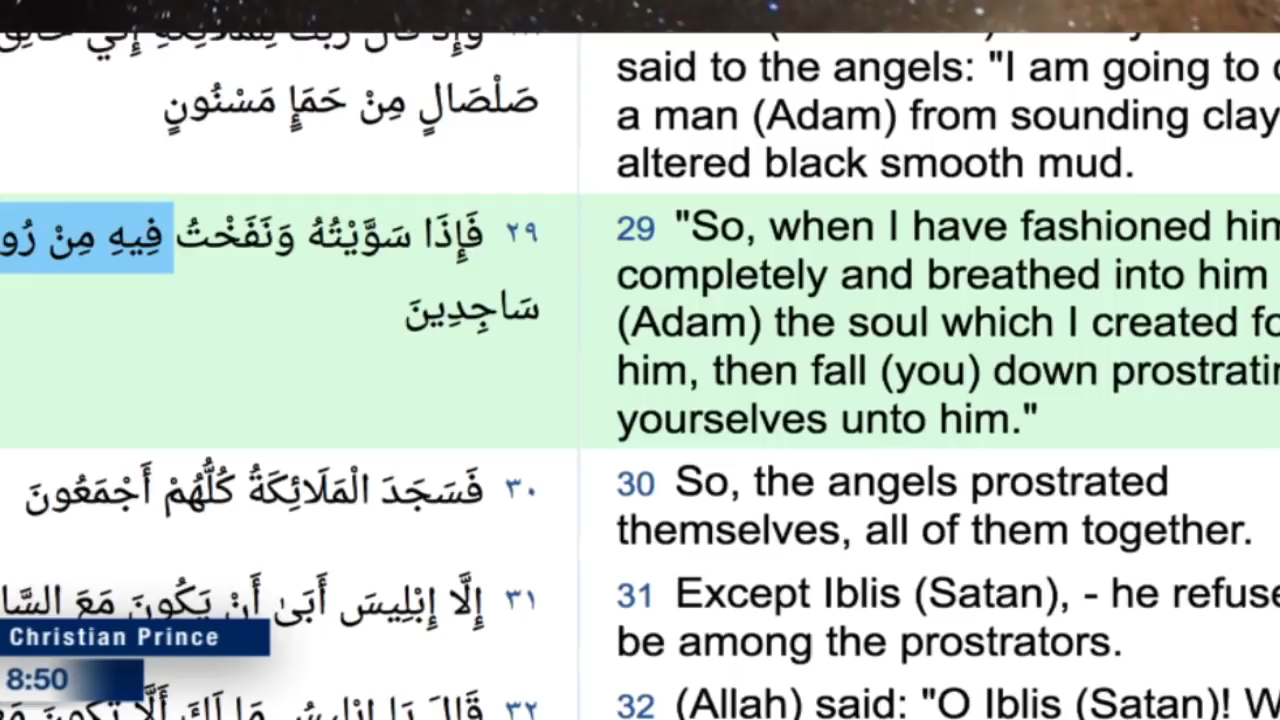 said to the angels: "I am going to
صَلْصَالٍ مِنْ حَمَإٍ مَسْنُونٍ
a man (Adam) from sounding clay
altered black smooth mud.
٢٩ فَإِذَا سَوَّيْتُهُ وَنَفَخْتُ فِيهِ مِنْ
سَاجِدِينَ
29 "So, when I have fashioned him
completely and breathed into him
(Adam) the soul which I created
him, then fall (you) down
yourselves unto him."
٣٠ فَسَجَدَ الْمَلَائِكَةُ كُلُّهُمْ أَجْمَعُونَ
30 So, the angels prostrated
themselves, all of them together.
٣١ إِلَّا إِبْلِيسَ أَبَىٰ أَنْ يَكُونَ مَعَ
31 Except Iblis (Satan), - he
be among the prostrators.
٣٢
32 (Allah) said: "O Iblis (Satan)!
Christian Prince
8:50